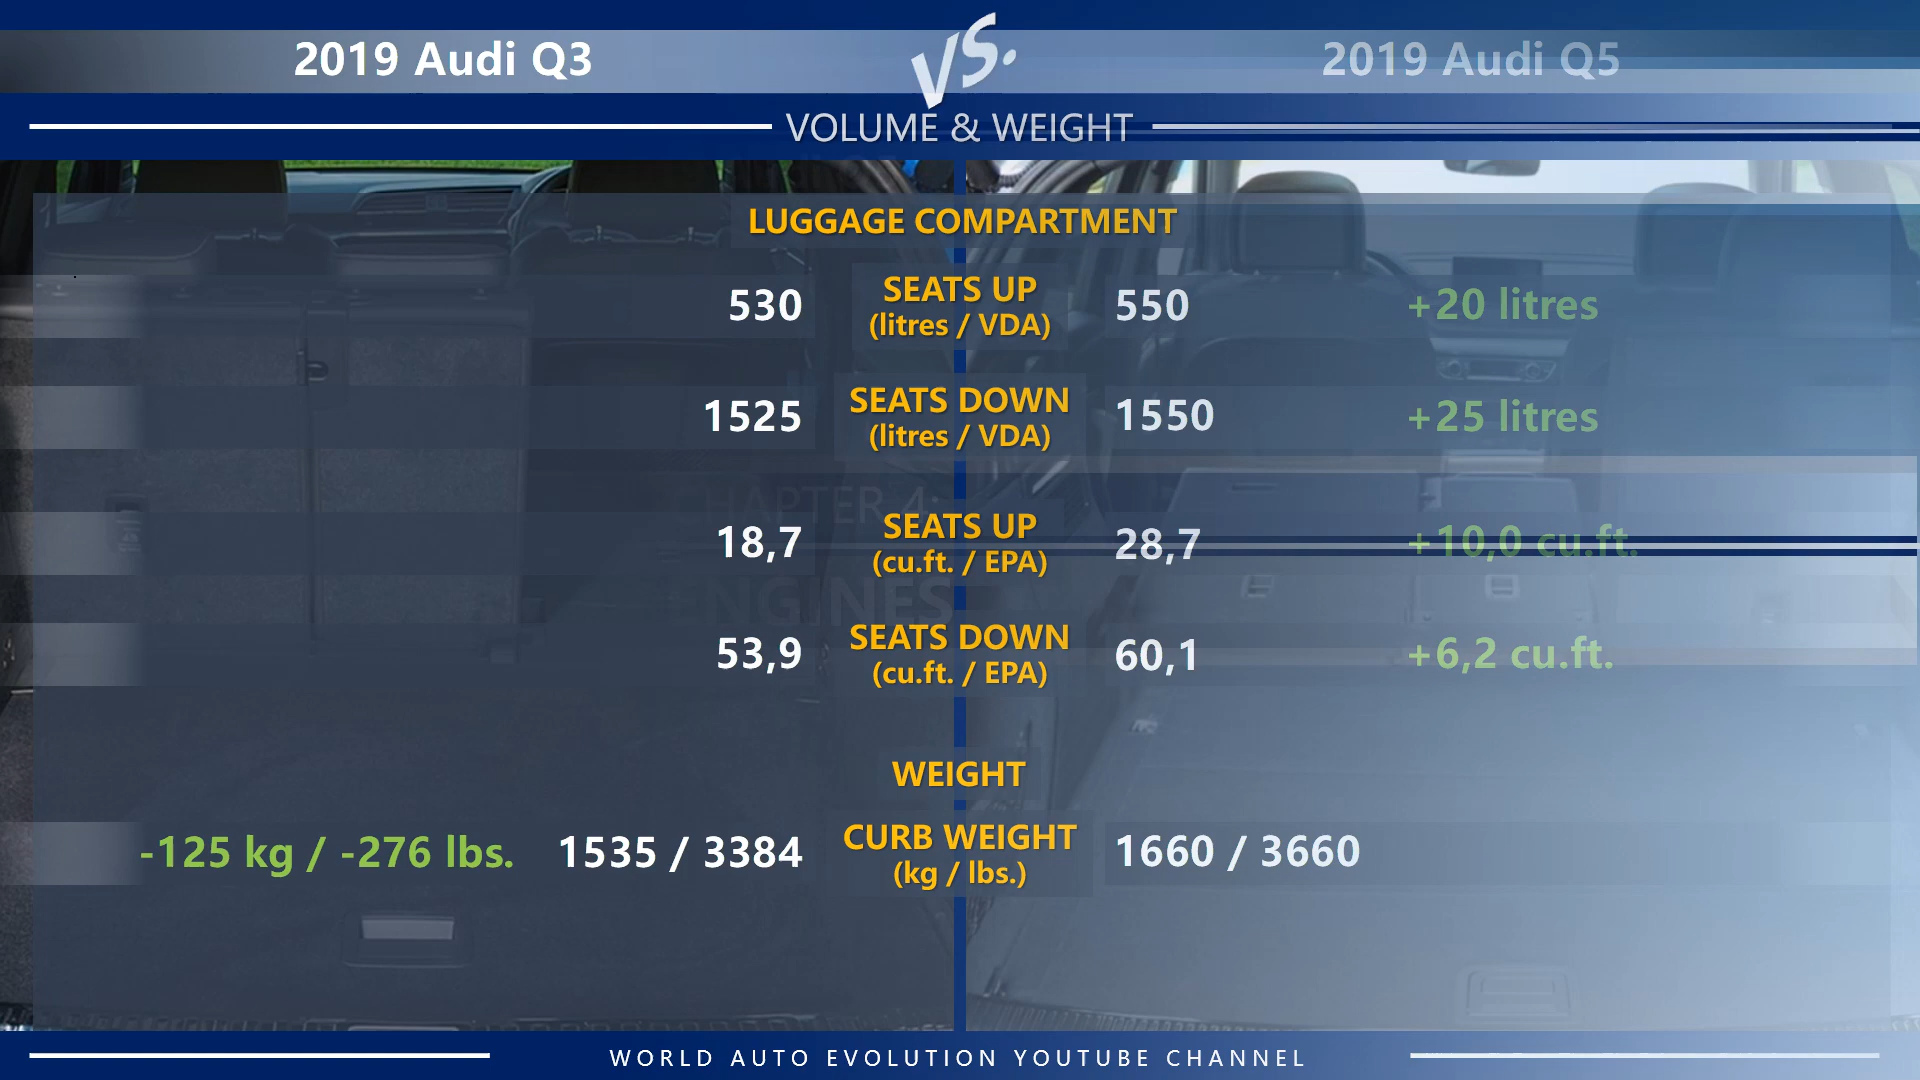 2019 Audi Q3
VS.
2019 Audi Q5
VOLUME & WEIGHT
LUGGAGE COMPARTMENT
530
SEATS UP
(litres / VDA)
550
+20 litres
1525
SEATS DOWN
(litres / VDA)
1550
+25 litres
HAPTER 4:
18,7
SEATS UP
(cu.ft. / EPA)
28,7
+10,0 cu.ft.
NGINES
53,9
SEATS DOWN
(cu.ft. / EPA)
60,1
+6,2 cu.ft.
WEIGHT
-125 kg / -276 lbs.
1535 / 3384
CURB WEIGHT
(kg / lbs.)
1660 / 3660
WORLD AUTO EVOLUTION YOUTUBE CHANNEL